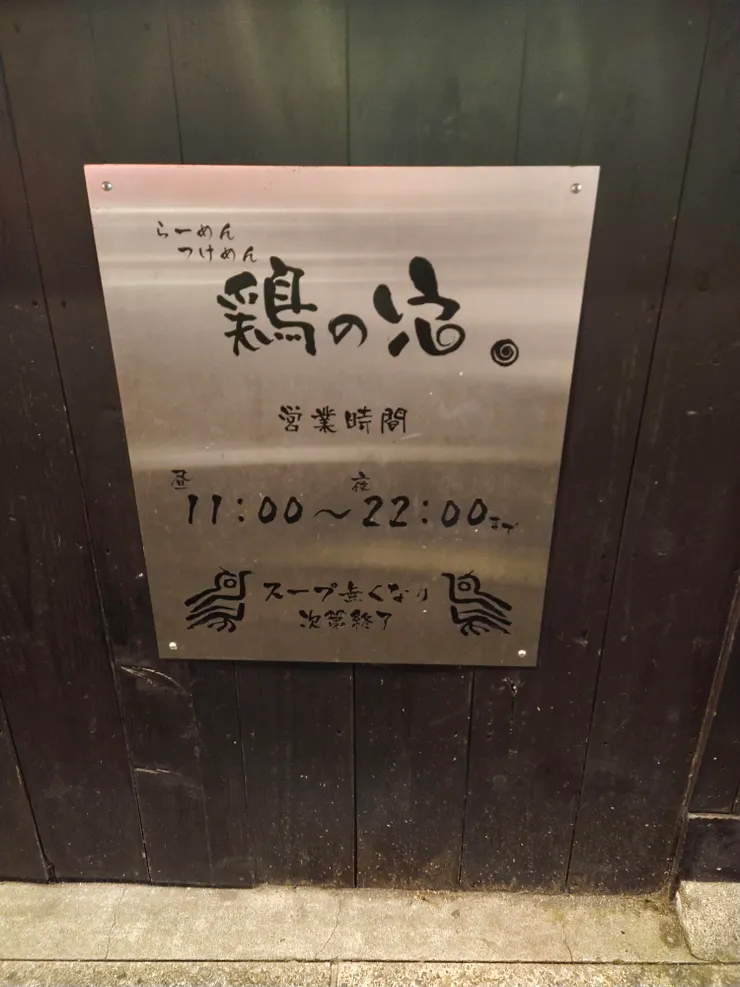 らーめん
つけめん
鶏の治。
営業時間
昼 夜
11:00～22:00まで
スープ無くなり
次第終了